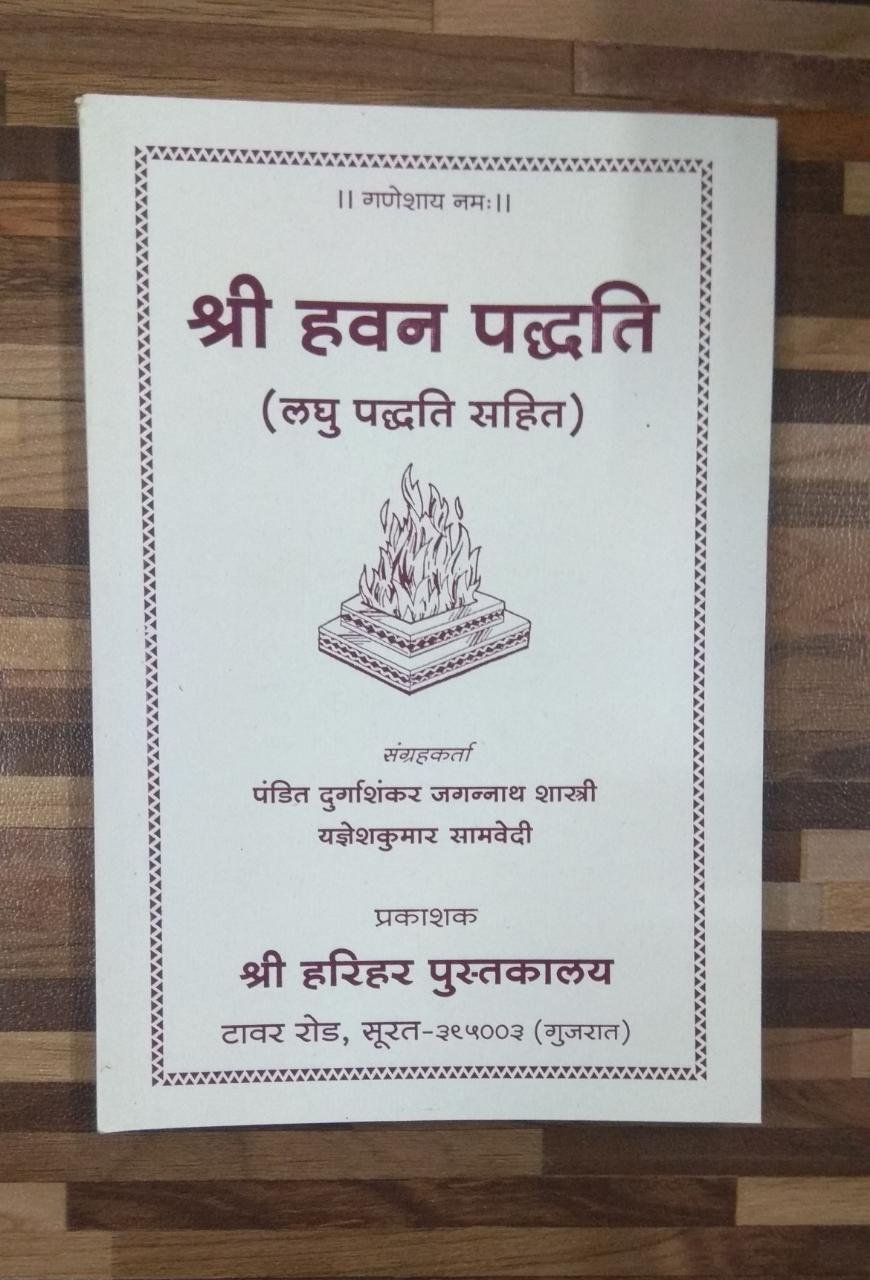 ।। गणेशाय नमः।।
श्री हवन पद्धति
(लघु पद्धति सहित)
संग्रहकर्ता
पंडित दुर्गाशंकर जगन्नाथ शास्त्री
यज्ञेशकुमार सामवेदी
प्रकाशक
श्री हरिहर पुस्तकालय
टावर रोड, सूरत-३९५००३ (गुजरात)